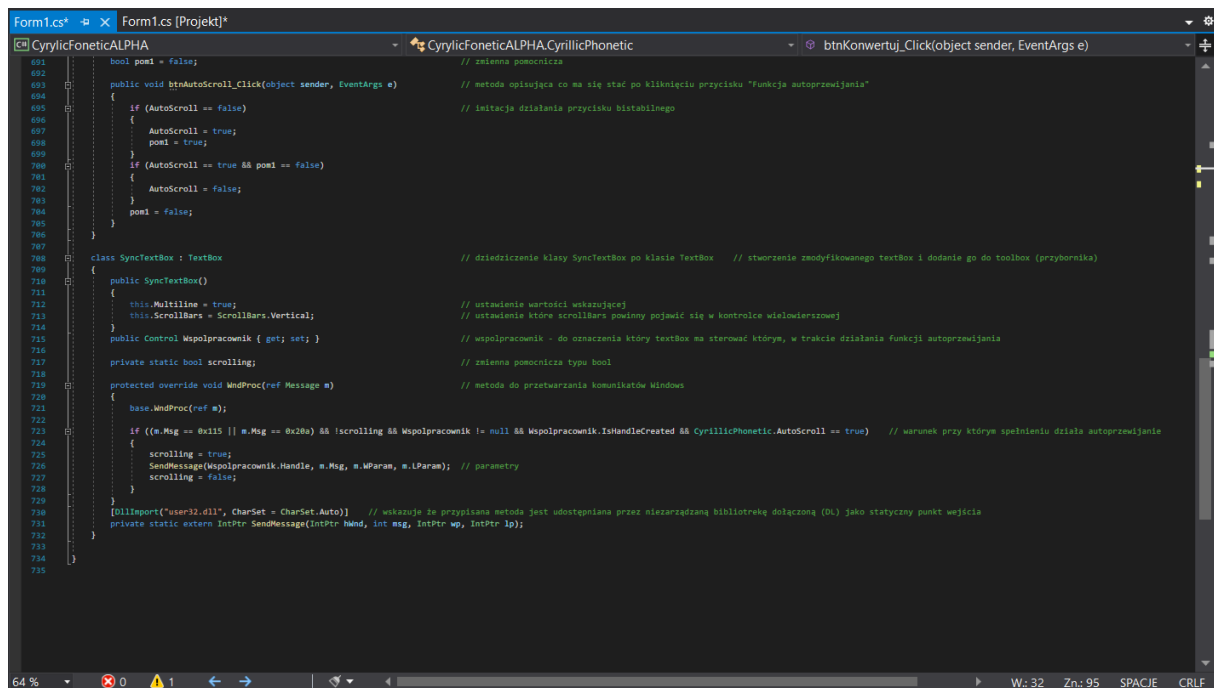 Form1.cs* Form1.cs [Projekt]*
C# CyrylicFoneticALPHA CyrylicFoneticALPHA.CyrillicPhonetic btnKonwertuj_Click(object sender, EventArgs e)
691 bool pom1 = false; // zmienna pomocnicza
692
693 public void btnAutoScroll_Click(object sender, EventArgs e) // metoda opisująca co ma się stać po kliknięciu przycisku "Funkcja autoprzewijania"
694 {
695 if (AutoScroll == false) // imitacja działania przycisku bistabilnego
696 {
697 AutoScroll = true;
698 pom1 = true;
699 }
700 if (AutoScroll == true && pom1 == false)
701 {
702 AutoScroll = false;
703 }
704 pom1 = false;
705 }
706 }
707
708 class SyncTextBox : TextBox // dziedziczenie klasy SyncTextBox po klasie TextBox // stworzenie zmodyfikowanego textBox i dodanie go do toolbox (przybornika)
709 {
710 public SyncTextBox()
711 {
712 this.Multiline = true; // ustawienie wartości wskazującej
713 this.ScrollBars = ScrollBars.Vertical; // ustawienie które scrollBars powinny pojawić się w kontrolce wielowierszowej
714 }
715 public Control Wspolpracownik { get; set; } // wspolpracownik - do oznaczenia który textBox ma sterować którym, w trakcie działania funkcji autoprzewijania
716
717 private static bool scrolling; // zmienna pomocnicza typu bool
718
719 protected override void WndProc(ref Message m) // metoda do przetwarzania komunikatów Windows
720 {
721 base.WndProc(ref m);
722
723 if ((m.Msg == 0x115 || m.Msg == 0x20a) && !scrolling && Wspolpracownik != null && Wspolpracownik.IsHandleCreated && CyrillicPhonetic.AutoScroll == true) // warunek przy którym spełnieniu działa autoprzewijanie
724 {
725 scrolling = true;
726 SendMessage(Wspolpracownik.Handle, m.Msg, m.WParam, m.LParam); // parametry
727 scrolling = false;
728 }
729 }
730 [DllImport("user32.dll", CharSet = CharSet.Auto)] // wskazuje że przypisana metoda jest udostępniana przez niezarządzaną bibliotrekę dołączoną (DL) jako statyczny punkt wejścia
731 private static extern IntPtr SendMessage(IntPtr hWnd, int msg, IntPtr wp, IntPtr lp);
732 }
733
734 }
735
64 % 0 1 W.: 32 Zn.: 95 SPACJE CRLF